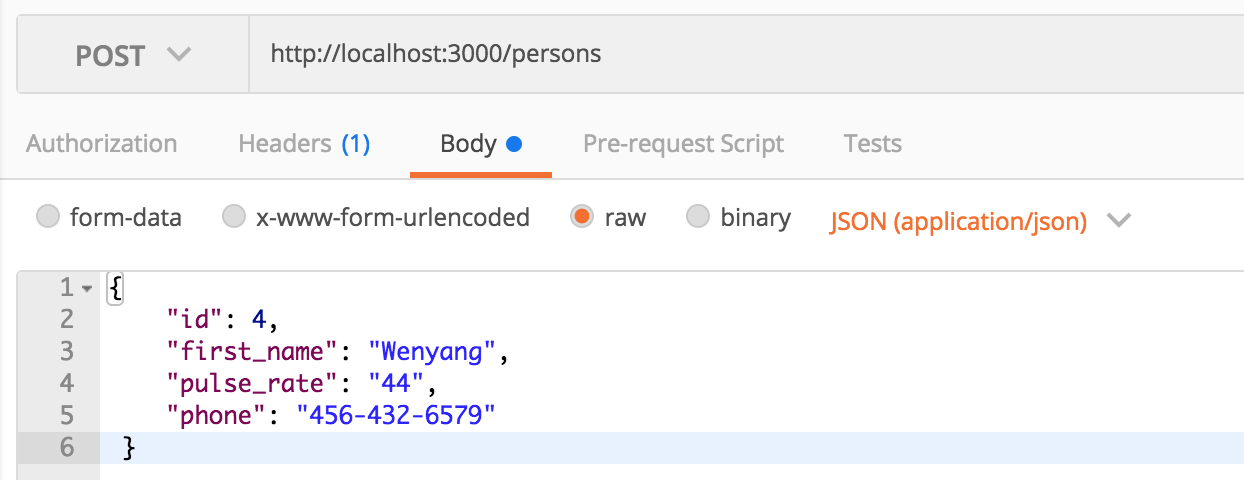 POST http://localhost:3000/persons
Authorization Headers (1) Body Pre-request Script Tests
form-data x-www-form-urlencoded raw binary JSON (application/json)
1 {
2 "id": 4,
3 "first_name": "Wenyang",
4 "pulse_rate": "44",
5 "phone": "456-432-6579"
6 }